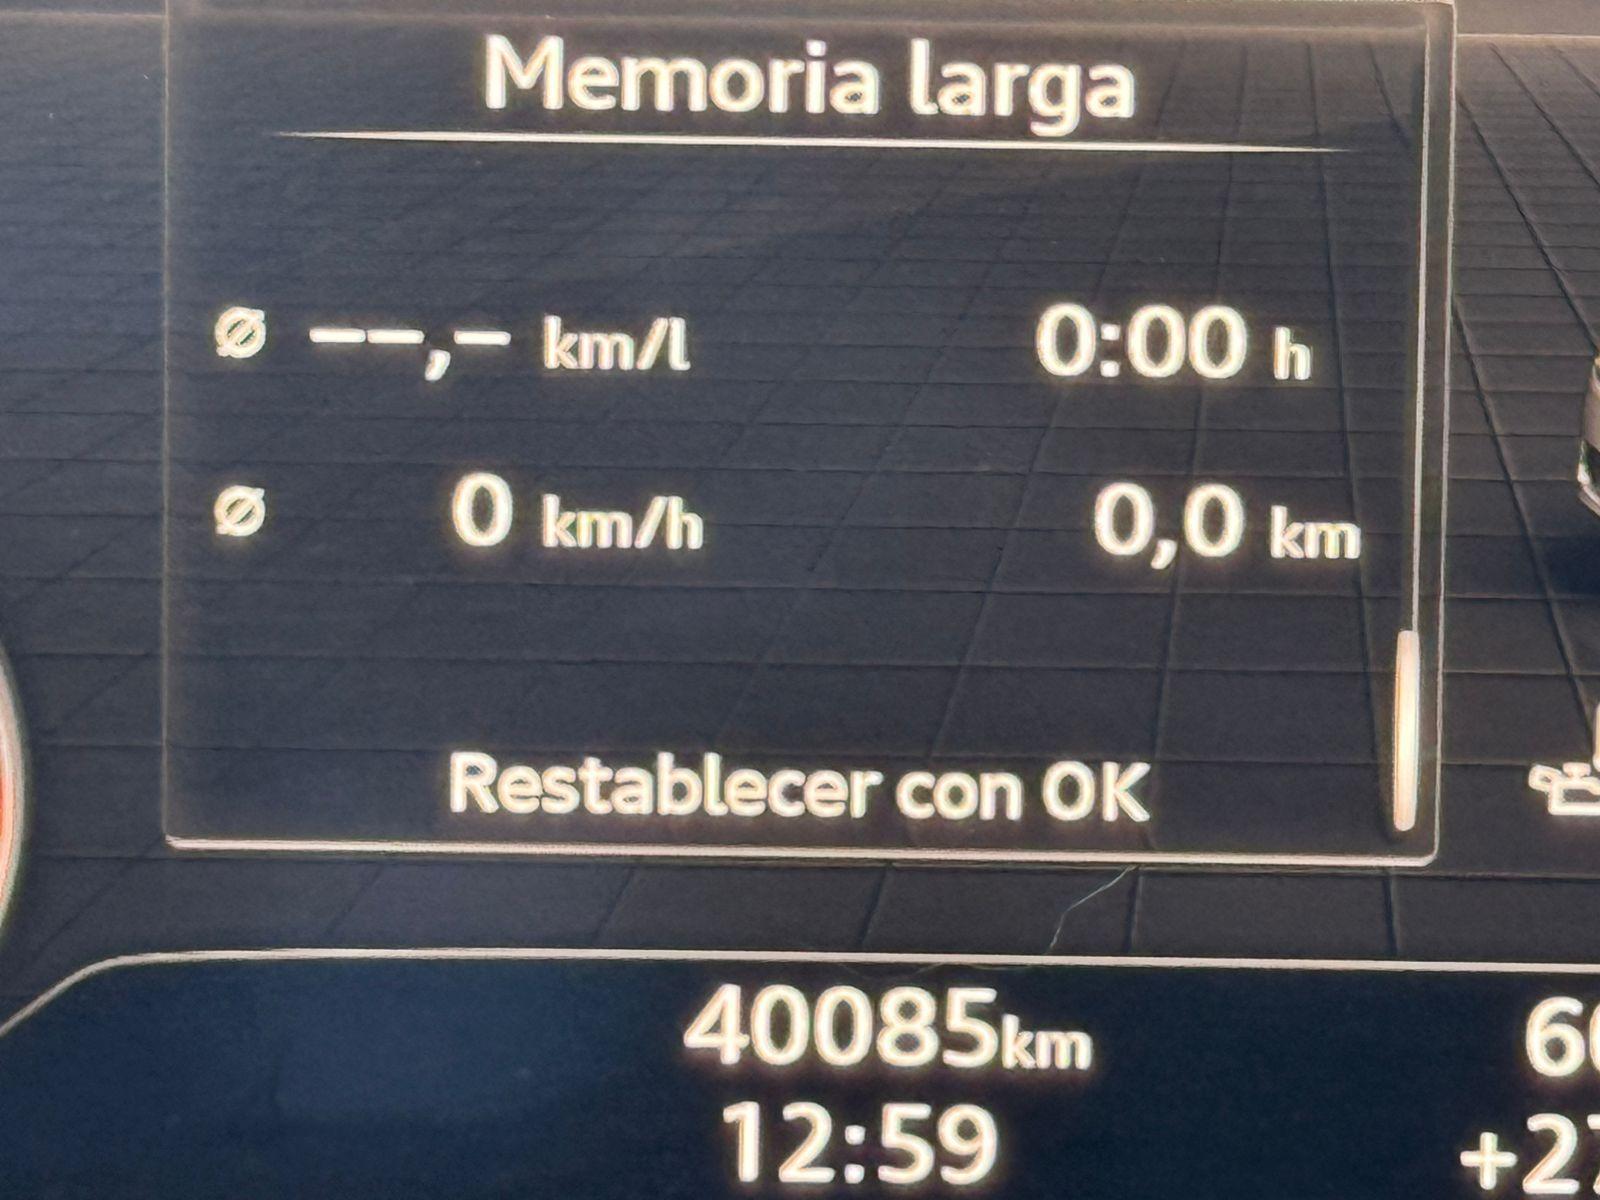 Memoria larga
Ø --,- km/l 0:00 h
Ø 0 km/h 0,0 km
Restablecer con OK
40085km
12:59